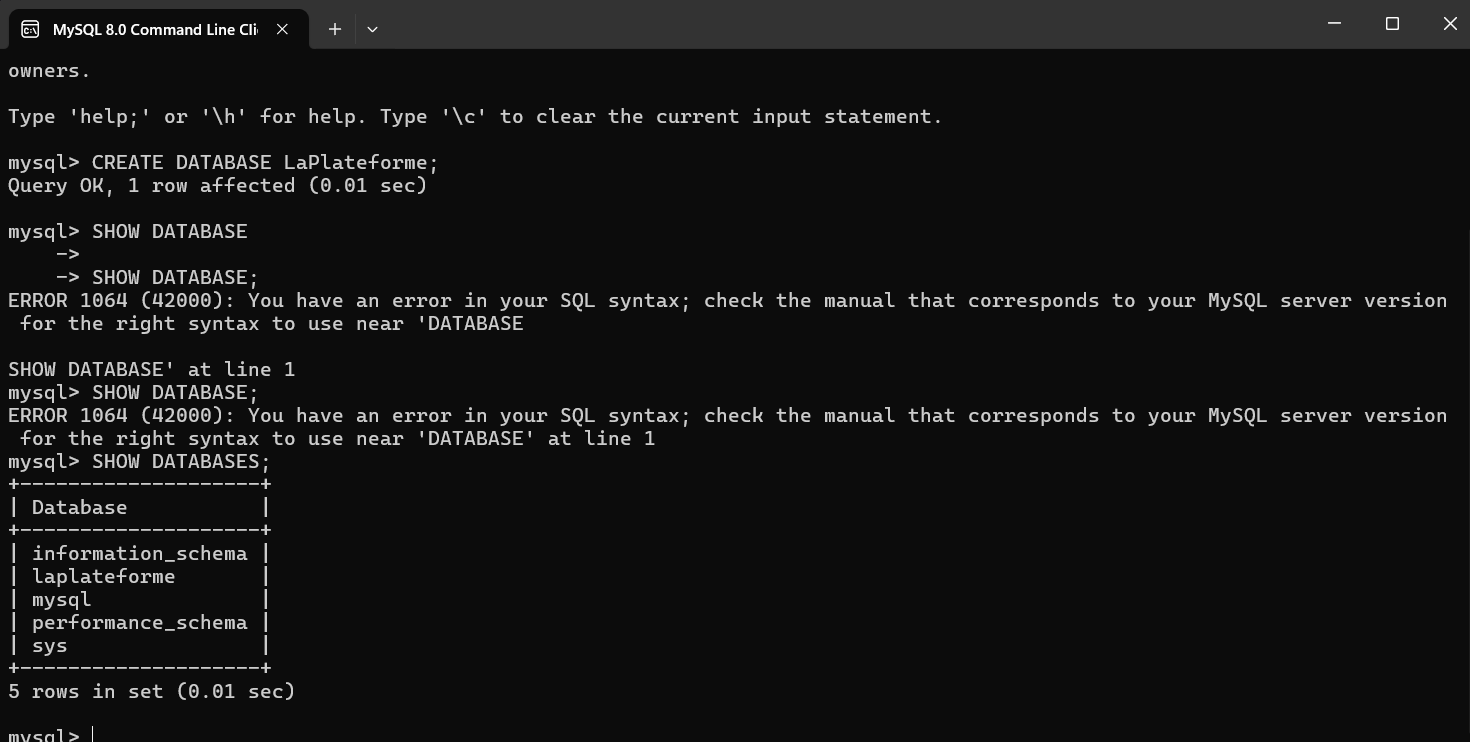 MySQL 8.0 Command Line Cli
owners.
Type 'help;' or '\h' for help. Type '\c' to clear the current input statement.
mysql> CREATE DATABASE LaPlateforme;
Query OK, 1 row affected (0.01 sec)
mysql> SHOW DATABASE
    ->
    -> SHOW DATABASE;
ERROR 1064 (42000): You have an error in your SQL syntax; check the manual that corresponds to your MySQL server version
 for the right syntax to use near 'DATABASE
SHOW DATABASE' at line 1
mysql> SHOW DATABASE;
ERROR 1064 (42000): You have an error in your SQL syntax; check the manual that corresponds to your MySQL server version
 for the right syntax to use near 'DATABASE' at line 1
mysql> SHOW DATABASES;
+--------------------+
| Database           |
+--------------------+
| information_schema |
| laplateforme       |
| mysql              |
| performance_schema |
| sys                |
+--------------------+
5 rows in set (0.01 sec)
mysql>